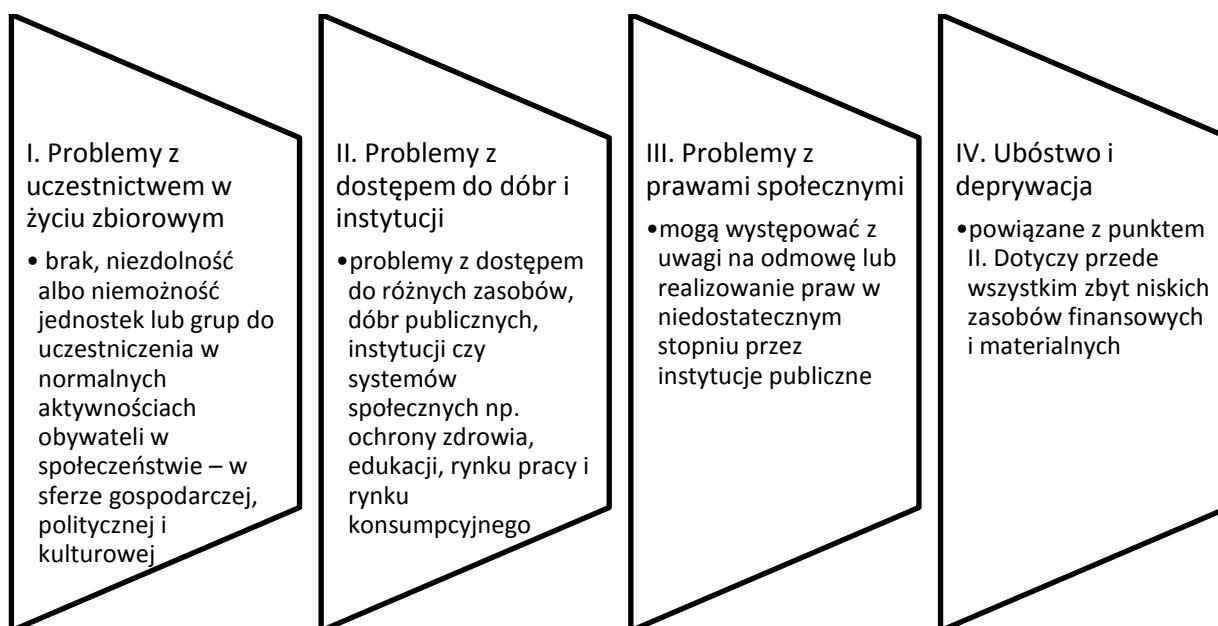 I. Problemy z
uczestnictwem w
życiu zbiorowym
• brak, niezdolność
albo niemożność
jednostek lub grup do
uczestniczenia w
normalnych
aktywnościach
obywateli w
społeczeństwie – w
sferze gospodarczej,
politycznej i
kulturowej
II. Problemy z
dostępem do dóbr i
instytucji
•problemy z dostępem
do różnych zasobów,
dóbr publicznych,
instytucji czy
systemów
społecznych np.
ochrony zdrowia,
edukacji, rynku pracy i
rynku
konsumpcyjnego
III. Problemy z
prawami społecznymi
•mogą występować z
uwagi na odmowę lub
realizowanie praw w
niedostatecznym
stopniu przez
instytucje publiczne
IV. Ubóstwo i
deprywacja
•powiązane z punktem
II. Dotyczy przede
wszystkim zbyt niskich
zasobów finansowych
i materialnych